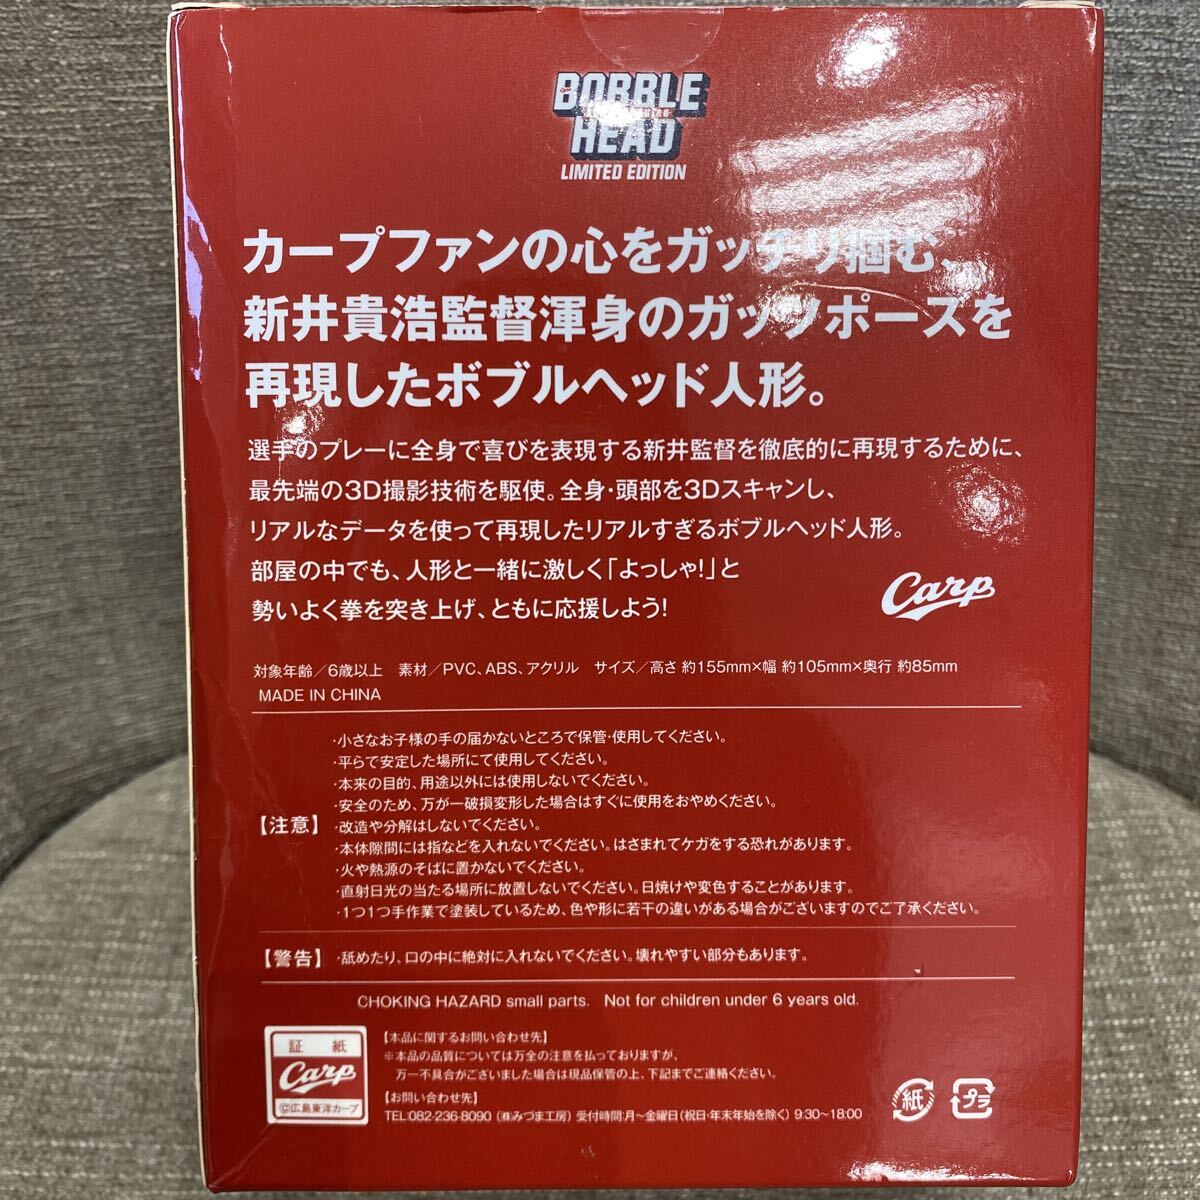 BOBBLE
HEAD
LIMITED EDITION
カープファンの心をガッチリ掴む、
新井貴浩監督渾身のガッツポーズを
再現したボブルヘッド人形。
選手のプレーに全身で喜びを表現する新井監督を徹底的に再現するために、
最先端の3D撮影技術を駆使。全身・頭部を3Dスキャンし、
リアルなデータを使って再現したリアルすぎるボブルヘッド人形。
部屋の中でも、人形と一緒に激しく「よっしゃ!」と
勢いよく拳を突き上げ、ともに応援しよう!
Carp
対象年齢／6歳以上 素材／PVC、ABS、アクリル サイズ／高さ 約155mm×幅 約105mm×奥行 約85mm
MADE IN CHINA
【注意】
・小さなお子様の手の届かないところで保管・使用してください。
・平らで安定した場所にて使用してください。
・本来の目的、用途以外には使用しないでください。
・安全のため、万が一破損変形した場合はすぐに使用をおやめください。
・改造や分解はしないでください。
・本体隙間には指などを入れないでください。はさまれてケガをする恐れがあります。
・火や熱源のそばに置かないでください。
・直射日光の当たる場所に放置しないでください。日焼けや変色することがあります。
・1つ1つ手作業で塗装しているため、色や形に若干の違いがある場合がございますのでご了承ください。
【警告】 ・舐めたり、口の中に絶対に入れないでください。壊れやすい部分もあります。
CHOKING HAZARD small parts. Not for children under 6 years old.
証 紙
Carp
©広島東洋カープ
【本品に関するお問い合わせ先】
※本品の品質については万全の注意を払っておりますが、
万一不具合がございました場合は現品保管の上、下記までご連絡ください。
【お問い合わせ先】
TEL:082-236-8090 (㈱みづま工房) 受付時間:月～金曜日(祝日・年末年始を除く) 9:30～18:00
紙
プラ